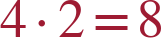 4 · 2 = 8